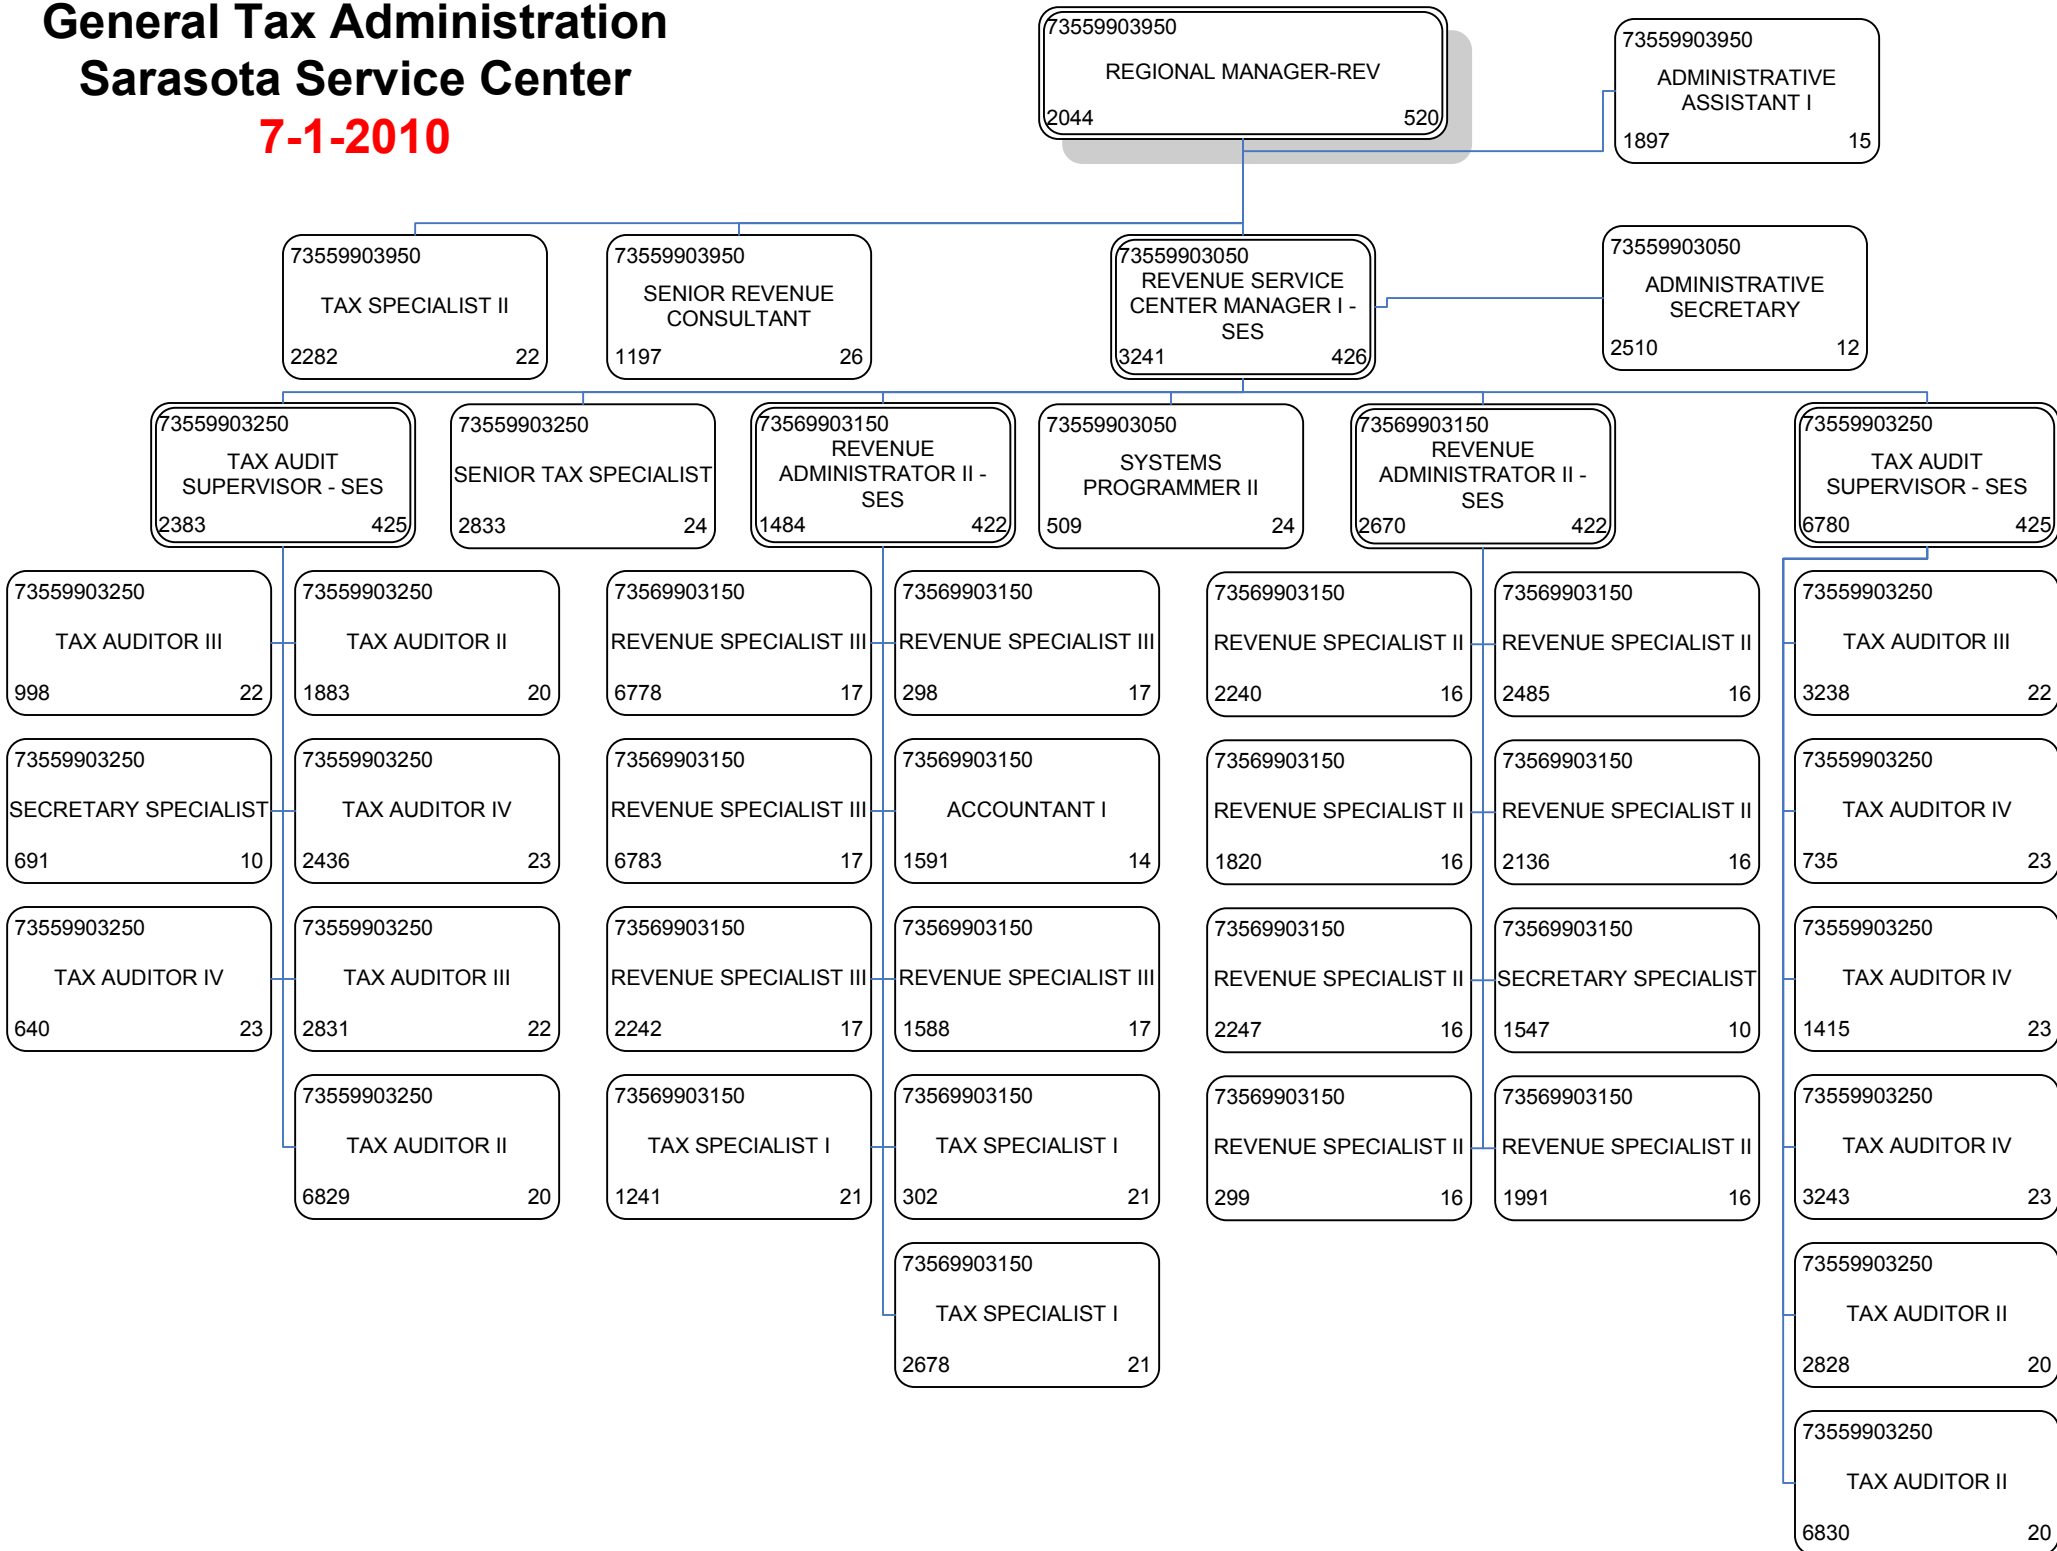 General Tax Administration
Sarasota Service Center
7-1-2010
73559903950
REGIONAL MANAGER-REV
2044 520
73559903950
ADMINISTRATIVE
ASSISTANT I
1897 15
73559903950
TAX SPECIALIST II
2282 22
73559903950
SENIOR REVENUE
CONSULTANT
1197 26
73559903050
REVENUE SERVICE
CENTER MANAGER I -
SES
3241 426
73559903050
ADMINISTRATIVE
SECRETARY
2510 12
73559903250
TAX AUDIT
SUPERVISOR - SES
2383 425
73559903250
SENIOR TAX SPECIALIST
2833 24
73569903150
REVENUE
ADMINISTRATOR II -
SES
1484 422
73559903050
SYSTEMS
PROGRAMMER II
509 24
73569903150
REVENUE
ADMINISTRATOR II -
SES
2670 422
73559903250
TAX AUDIT
SUPERVISOR - SES
6780 425
73559903250
TAX AUDITOR III
998 22
73559903250
TAX AUDITOR II
1883 20
73569903150
REVENUE SPECIALIST III
6778 17
73569903150
REVENUE SPECIALIST III
298 17
73569903150
REVENUE SPECIALIST II
2240 16
73569903150
REVENUE SPECIALIST II
2485 16
73559903250
TAX AUDITOR III
3238 22
73559903250
SECRETARY SPECIALIST
691 10
73559903250
TAX AUDITOR IV
2436 23
73569903150
REVENUE SPECIALIST III
6783 17
73569903150
ACCOUNTANT I
1591 14
73569903150
REVENUE SPECIALIST II
1820 16
73569903150
REVENUE SPECIALIST II
2136 16
73559903250
TAX AUDITOR IV
735 23
73559903250
TAX AUDITOR IV
640 23
73559903250
TAX AUDITOR III
2831 22
73569903150
REVENUE SPECIALIST III
2242 17
73569903150
REVENUE SPECIALIST III
1588 17
73569903150
REVENUE SPECIALIST II
2247 16
73569903150
SECRETARY SPECIALIST
1547 10
73559903250
TAX AUDITOR IV
1415 23
73559903250
TAX AUDITOR II
6829 20
73569903150
TAX SPECIALIST I
1241 21
73569903150
TAX SPECIALIST I
302 21
73569903150
REVENUE SPECIALIST II
299 16
73569903150
REVENUE SPECIALIST II
1991 16
73559903250
TAX AUDITOR IV
3243 23
73569903150
TAX SPECIALIST I
2678 21
73559903250
TAX AUDITOR II
2828 20
73559903250
TAX AUDITOR II
6830 20